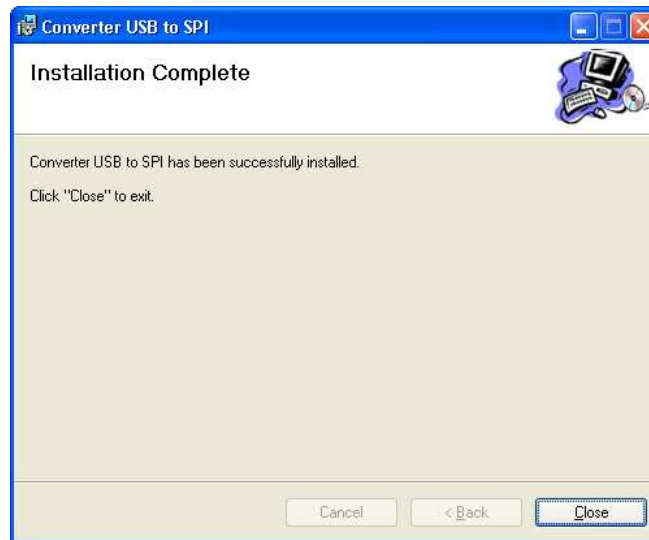 Converter USB to SPI
Installation Complete
Converter USB to SPI has been successfully installed.
Click "Close" to exit.
Cancel
< Back
Close